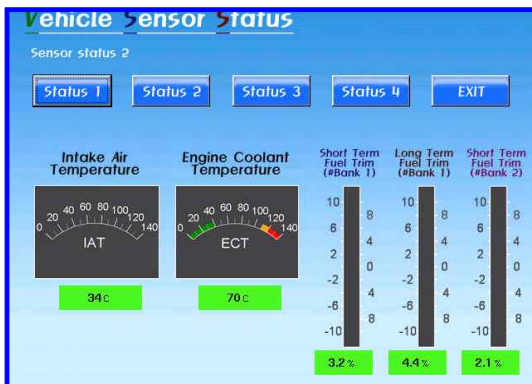 Vehicle Sensor Status
Sensor status 2
Status 1 Status 2 Status 3 Status 4 EXIT
Intake Air Temperature
Engine Coolant Temperature
Short Term Fuel Trim (#Bank 1)
Long Term Fuel Trim (#Bank 1)
Short Term Fuel Trim (#Bank 2)
0 20 40 60 80 100 120 140
IAT
34 C
0 20 40 60 80 100 120 140
ECT
70 C
10 6 2 -2 -6 -10
8 4 0 4 8
10 6 2 -2 -6 -10
8 4 0 4 8
10 6 2 -2 -6 -10
8 4 0 4 8
3.2 % 4.4 % 2.1 %